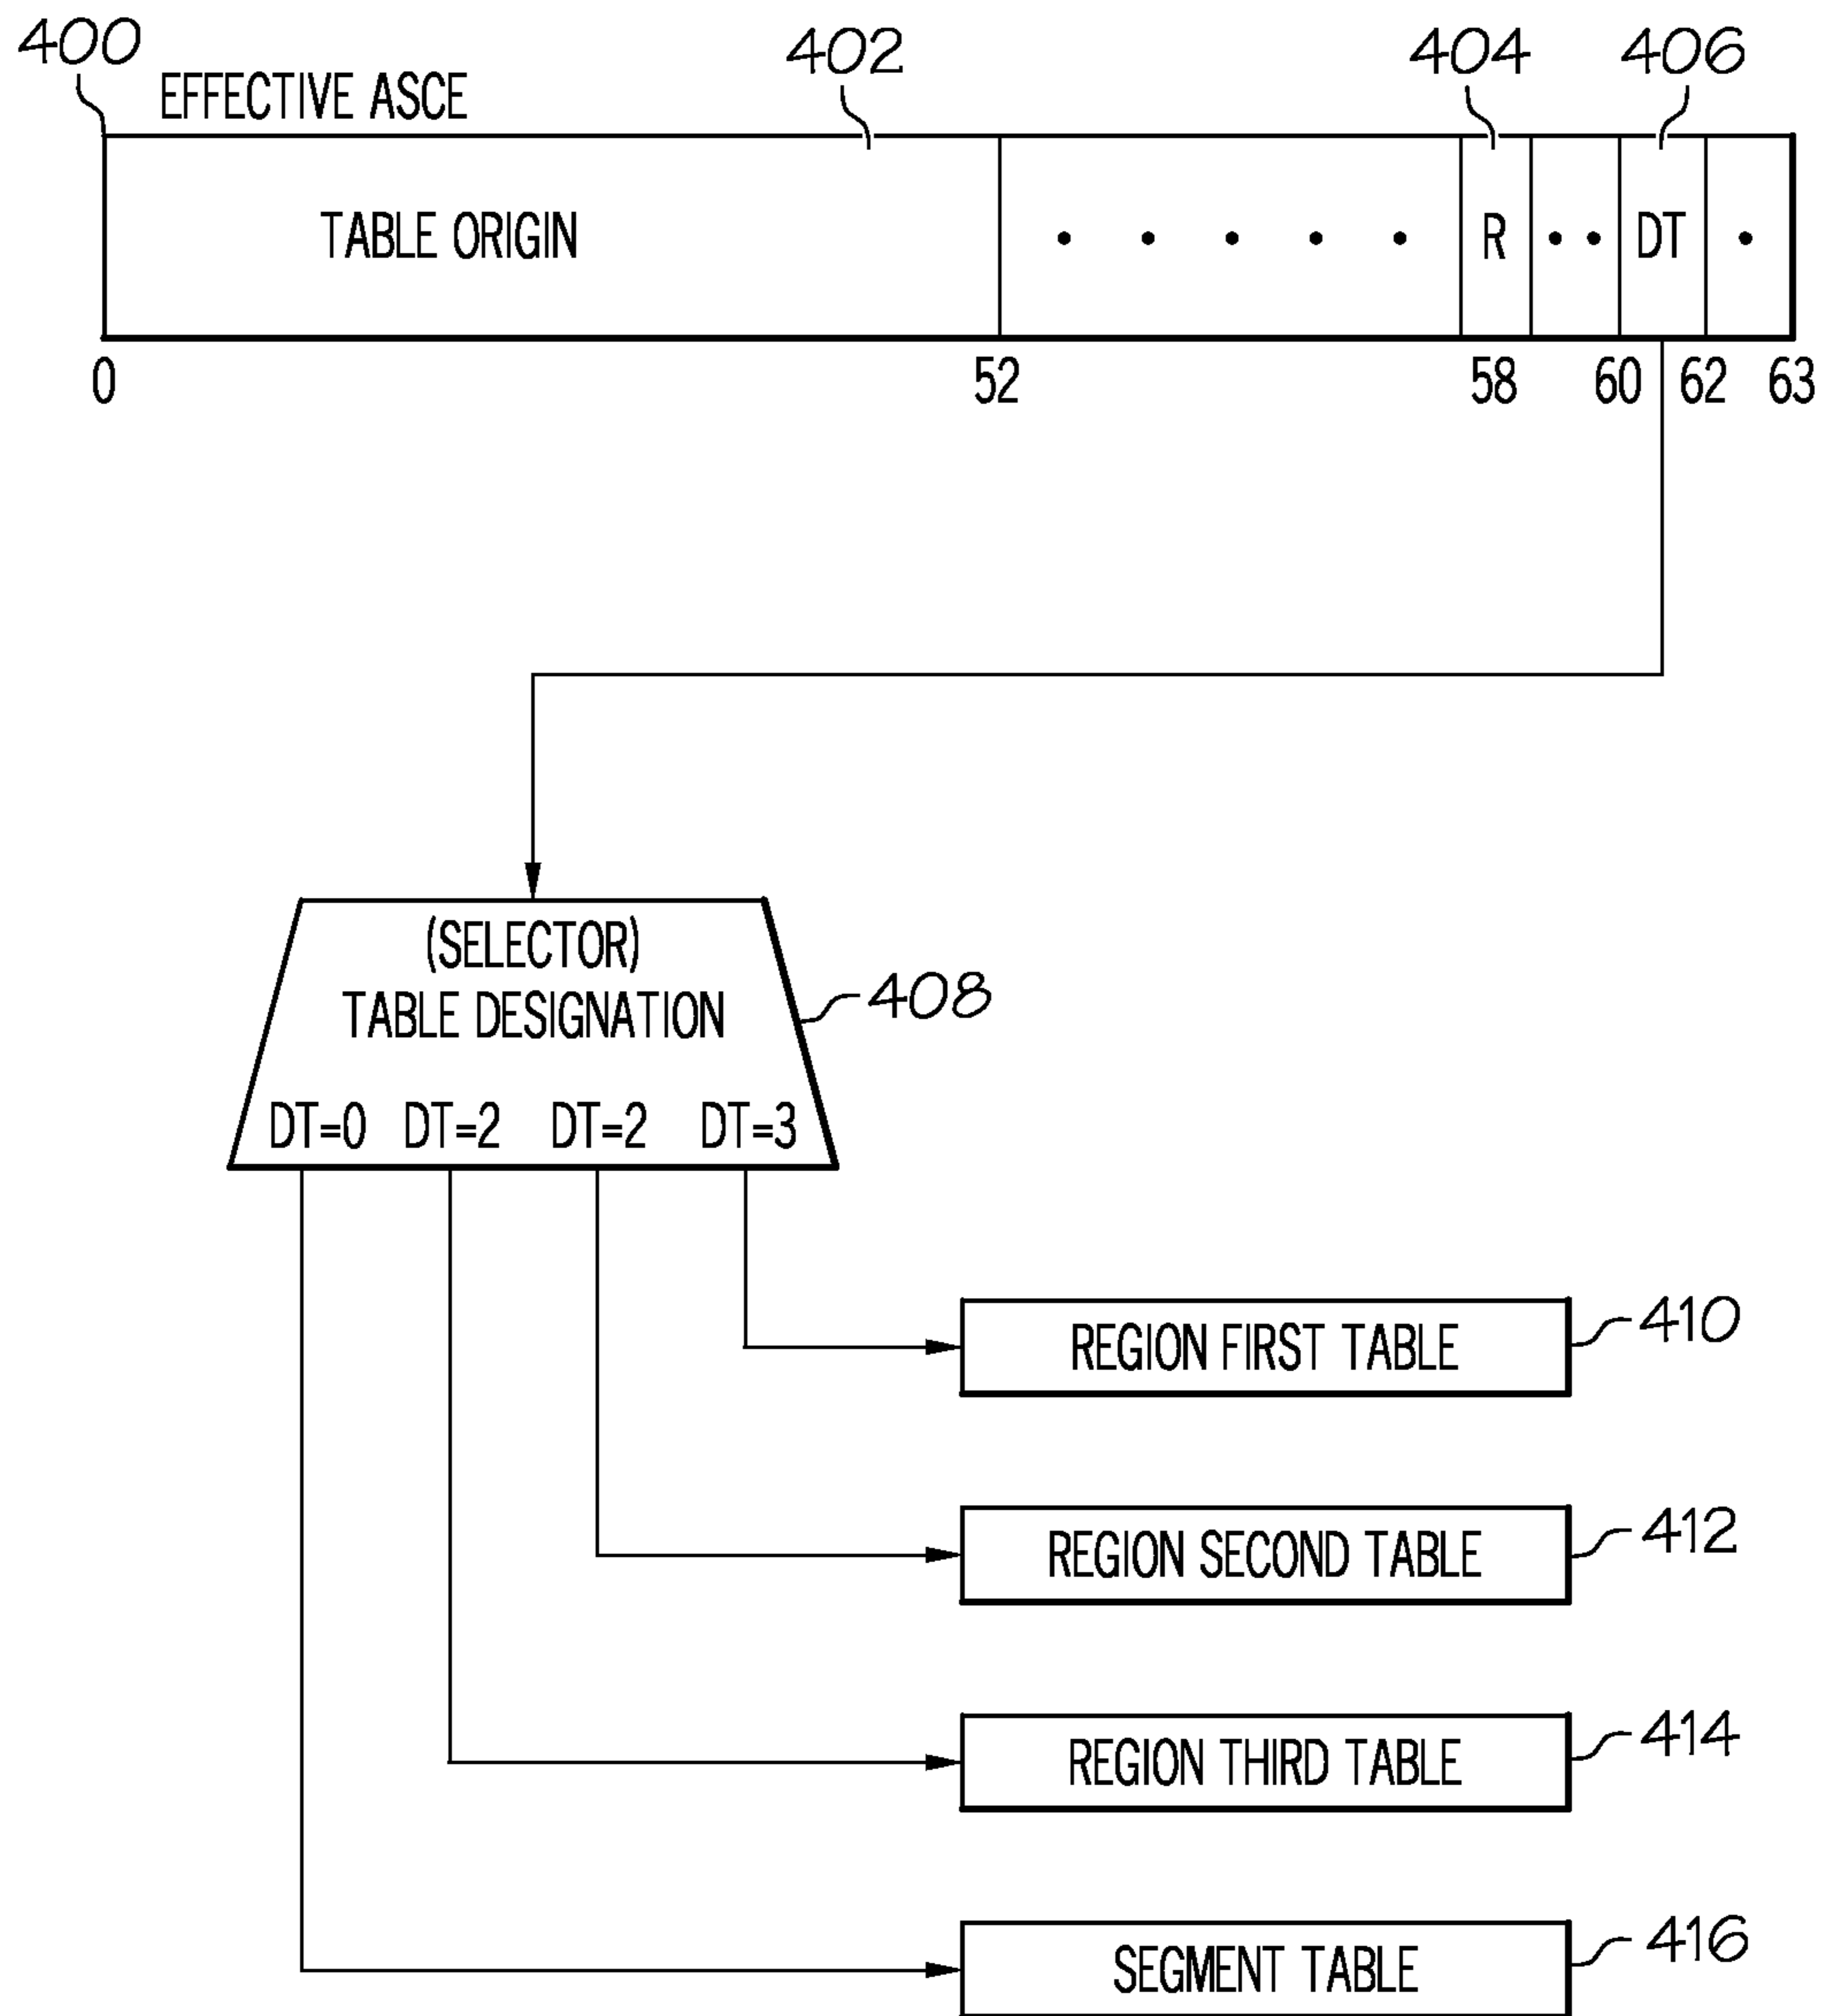 400 402 404 406
EFFECTIVE ASCE
TABLE ORIGIN • • • • • R • • DT •
0 52 58 60 62 63
(SELECTOR)
TABLE DESIGNATION
408
DT=0 DT=2 DT=2 DT=3
REGION FIRST TABLE 410
REGION SECOND TABLE 412
REGION THIRD TABLE 414
SEGMENT TABLE 416